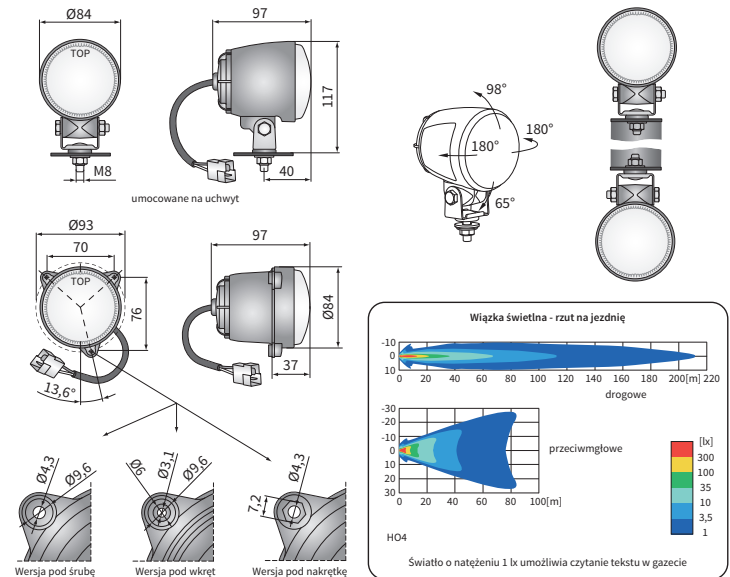 Ø84
TOP
M8
97
117
40
umocowane na uchwyt
98°
180°
180°
65°
Ø93
70
TOP
76
13,6°
97
Ø84
37
Ø4,3
Ø9,6
Wersja pod śrubę
Ø6
Ø3,1
Ø9,6
Wersja pod wkręt
Ø4,3
7,2
Wersja pod nakrętkę
Wiązka świetlna - rzut na jezdnię
-10
0
10
0 20 40 60 80 100 120 140 160 180 200[m] 220
drogowe
-30
-20
-10
0
10
20
30
0 20 40 60 80 100[m]
przeciwmgłowe
[lx]
300
100
35
10
3,5
1
HO4
Światło o natężeniu 1 lx umożliwia czytanie tekstu w gazecie